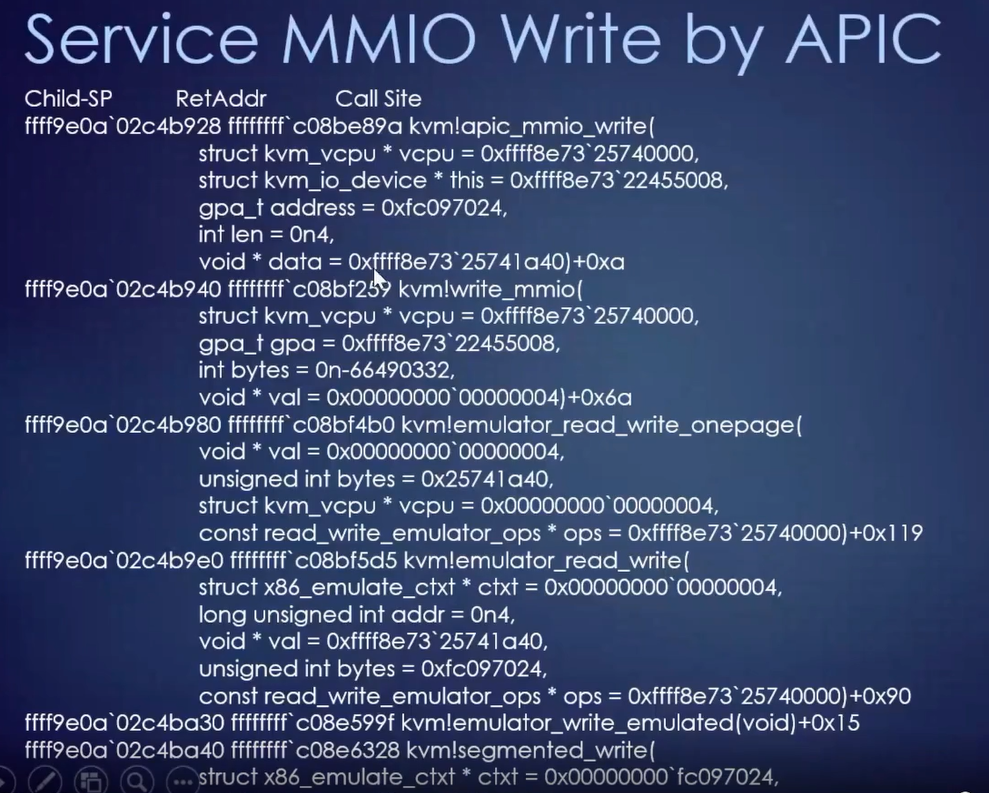 Service MMIO Write by APIC
Child-SP RetAddr Call Site
ffff9e0a`02c4b928 ffffffff`c08be89a kvm!apic_mmio_write(
struct kvm_vcpu * vcpu = 0xffff8e73`25740000,
struct kvm_io_device * this = 0xffff8e73`22455008,
gpa_t address = 0xfc097024,
int len = 0n4,
void * data = 0xffff8e73`25741a40)+0xa
ffff9e0a`02c4b940 ffffffff`c08bf259 kvm!write_mmio(
struct kvm_vcpu * vcpu = 0xffff8e73`25740000,
gpa_t gpa = 0xffff8e73`22455008,
int bytes = 0n-66490332,
void * val = 0x00000000`00000004)+0x6a
ffff9e0a`02c4b980 ffffffff`c08bf4b0 kvm!emulator_read_write_onepage(
void * val = 0x00000000`00000004,
unsigned int bytes = 0x25741a40,
struct kvm_vcpu * vcpu = 0x00000000`00000004,
const read_write_emulator_ops * ops = 0xffff8e73`25740000)+0x119
ffff9e0a`02c4b9e0 ffffffff`c08bf5d5 kvm!emulator_read_write(
struct x86_emulate_ctxt * ctxt = 0x00000000`00000004,
long unsigned int addr = 0n4,
void * val = 0xffff8e73`25741a40,
unsigned int bytes = 0xfc097024,
const read_write_emulator_ops * ops = 0xffff8e73`25740000)+0x90
ffff9e0a`02c4ba30 ffffffff`c08e599f kvm!emulator_write_emulated(void)+0x15
ffff9e0a`02c4ba40 ffffffff`c08e6328 kvm!segmented_write(
struct x86_emulate_ctxt * ctxt = 0x00000000`fc097024,